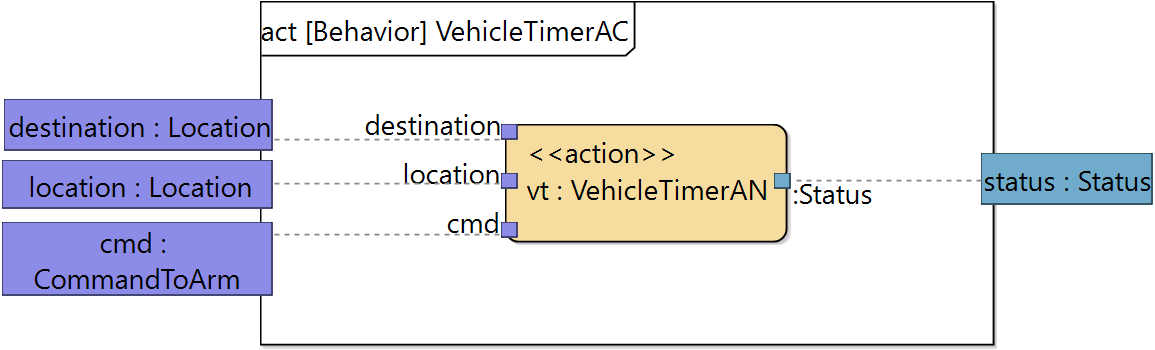 act [Behavior] VehicleTimerAC
destination : Location
destination
<<action>>
location
location : Location
vt : VehicleTimerAN
:Status
status : Status
cmd
cmd :
CommandToArm